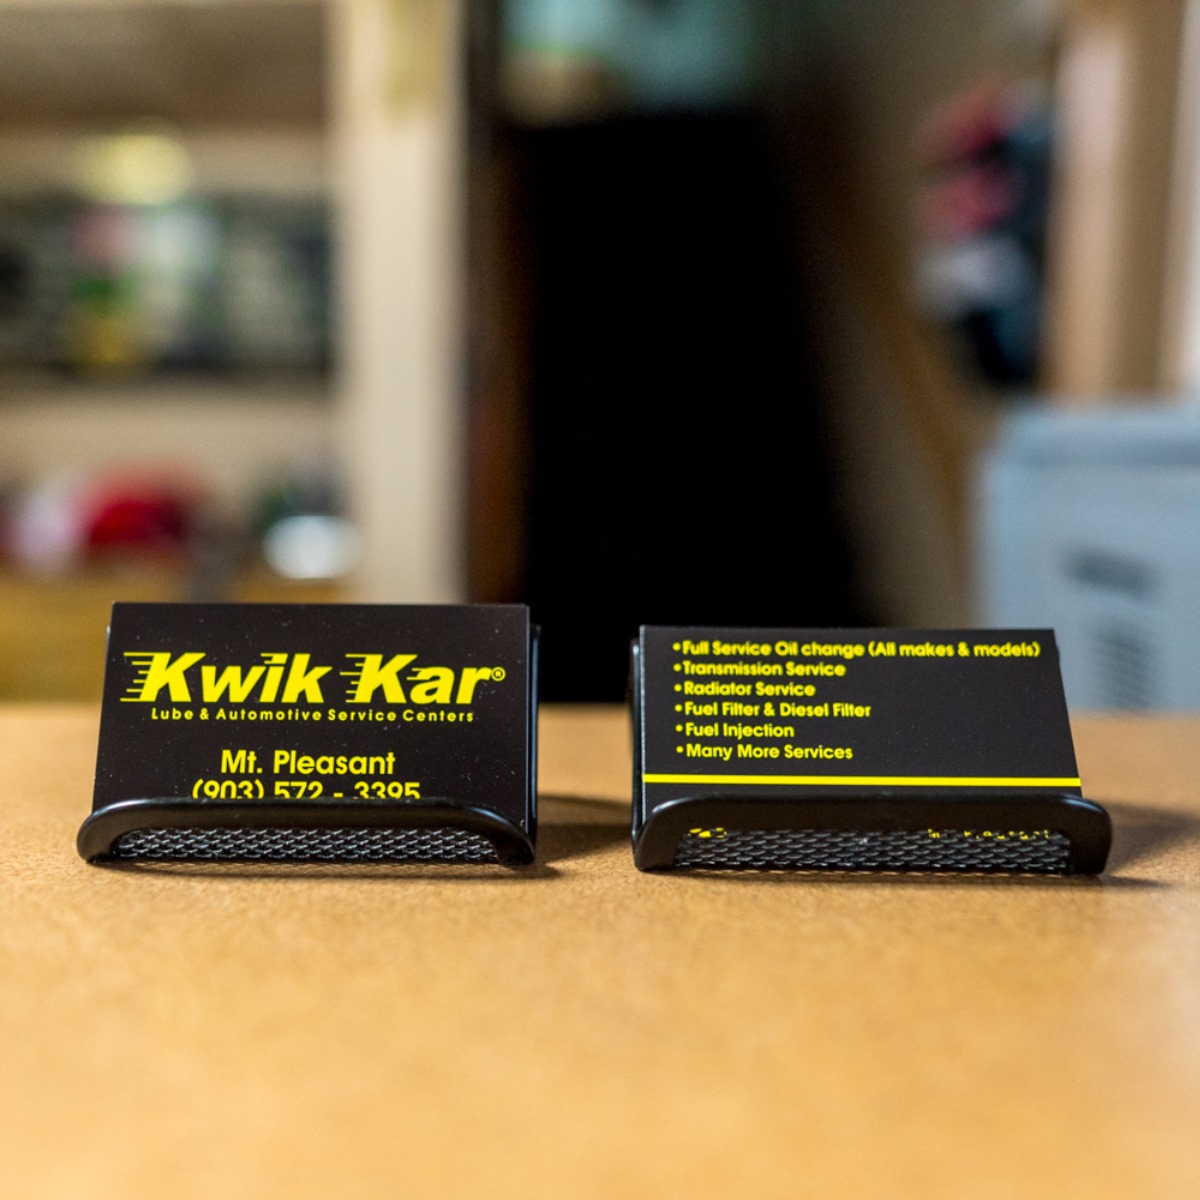 Kwik Kar®
Lube & Automotive Service Centers
Mt. Pleasant
(903) 572 - 3395
•Full Service Oil change (All makes & models)
•Transmission Service
•Radiator Service
•Fuel Filter & Diesel Filter
•Fuel Injection
•Many More Services